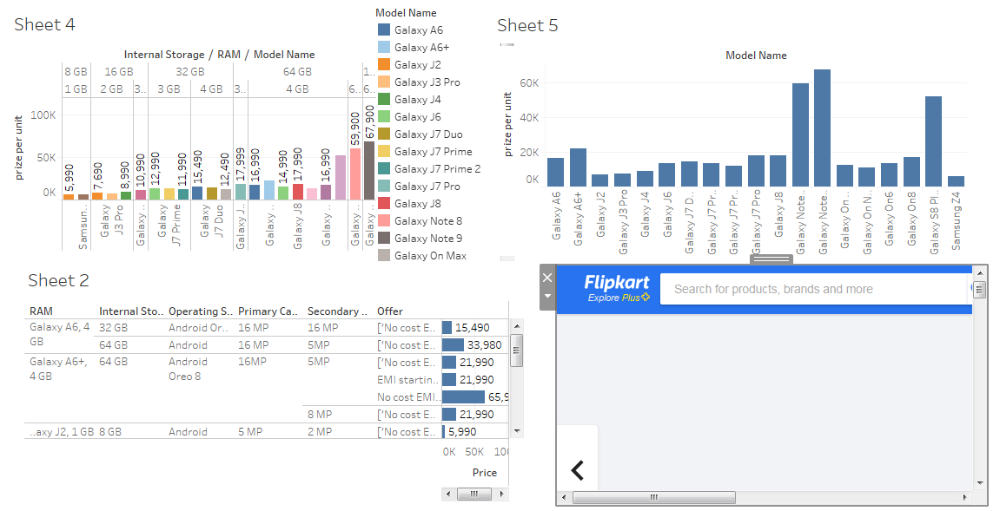 Sheet 4
Internal Storage / RAM / Model Name
8 GB 16 GB 32 GB 64 GB 1..
1 GB 2 GB 3.. 3 GB 4 GB 3.. 4 GB 6.. 6..
prize per unit
100K
50K
0K
5,990 7,690 8,990 10,990 12,990 11,990 15,490 12,490 17,999 16,990 14,990 17,990 16,990 59,900 67,900
Samsun.. Galaxy J3 Pro Galaxy .. Galaxy J7 Prime Galaxy J7 Duo Galaxy J.. Galaxy .. Galaxy J8 Galaxy .. Galaxy .. Galaxy ..
Model Name
Galaxy A6
Galaxy A6+
Galaxy J2
Galaxy J3 Pro
Galaxy J4
Galaxy J6
Galaxy J7 Duo
Galaxy J7 Prime
Galaxy J7 Prime 2
Galaxy J7 Pro
Galaxy J8
Galaxy Note 8
Galaxy Note 9
Galaxy On Max
Sheet 5
Model Name
prize per unit
60K
40K
20K
0K
Galaxy A6
Galaxy A6+
Galaxy J2
Galaxy J3 Pro
Galaxy J4
Galaxy J6
Galaxy J7 D..
Galaxy J7 Pr..
Galaxy J7 Pr..
Galaxy J7 Pro
Galaxy J8
Galaxy Note..
Galaxy Note..
Galaxy On ..
Galaxy On N..
Galaxy On6
Galaxy On8
Galaxy S8 Pl..
Samsung Z4
Sheet 2
RAM Internal Sto.. Operating S.. Primary Ca.. Secondary .. Offer
Galaxy A6, 4 GB 32 GB Android Or.. 16 MP 16 MP ['No cost E.. 15,490
64 GB Android 16 MP 5MP ['No cost E.. 33,980
Galaxy A6+, 4 GB 64 GB Android Oreo 8 16MP 5MP ['No cost E.. 21,990
EMI startin.. 21,990
No cost EMI.. 65,9
8 MP ['No cost E.. 21,990
..axy J2, 1 GB 8 GB Android 5 MP 2 MP ['No cost E.. 5,990
0K 50K 100
Price
Flipkart
Explore Plus
Search for products, brands and more